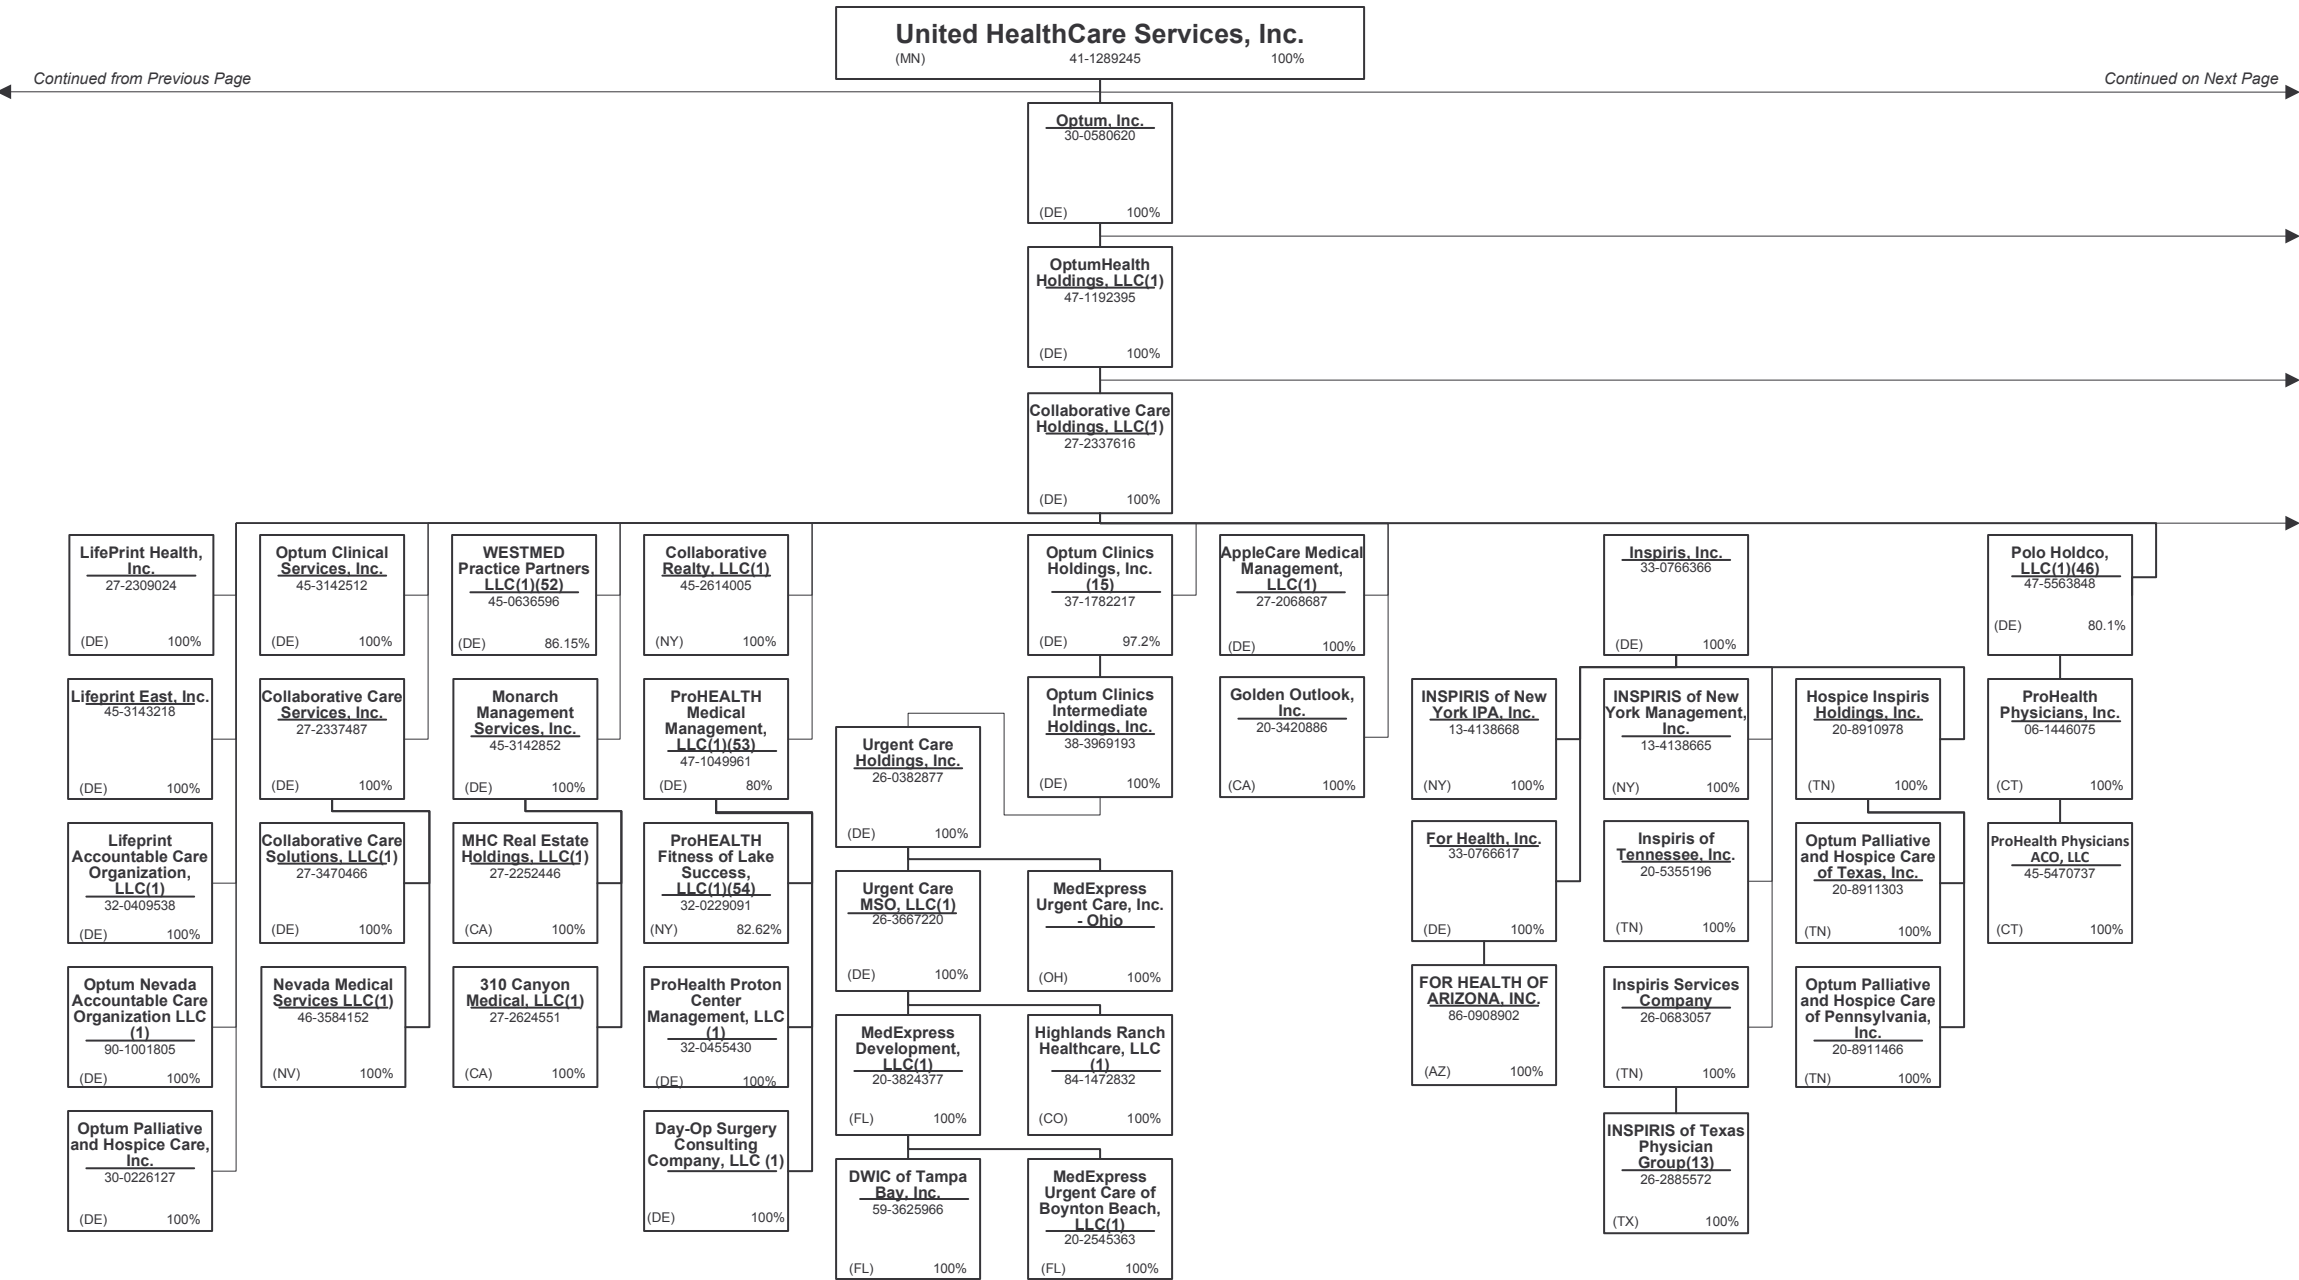 United HealthCare Services, Inc.
(MN) 41-1289245 100%
Continued from Previous Page
Continued on Next Page
Optum, Inc.
30-0580620
(DE) 100%
OptumHealth
Holdings, LLC(1)
47-1192395
(DE) 100%
Collaborative Care
Holdings, LLC(1)
27-2337616
(DE) 100%
LifePrint Health,
Inc.
27-2309024
(DE) 100%
Optum Clinical
Services, Inc.
45-3142512
(DE) 100%
WESTMED
Practice Partners
LLC(1)(52)
45-0636596
(DE) 86.15%
Collaborative
Realty, LLC(1)
45-2614005
(NY) 100%
Optum Clinics
Holdings, Inc.
(15)
37-1782217
(DE) 97.2%
AppleCare Medical
Management,
LLC(1)
27-2068687
(DE) 100%
Inspiris, Inc.
33-0766366
(DE) 100%
Polo Holdco,
LLC(1)(46)
47-5563848
(DE) 80.1%
Lifeprint East, Inc.
45-3143218
(DE) 100%
Collaborative Care
Services, Inc.
27-2337487
(DE) 100%
Monarch
Management
Services, Inc.
45-3142852
(DE) 100%
ProHEALTH
Medical
Management,
LLC(1)(53)
47-1049961
(DE) 80%
Urgent Care
Holdings, Inc.
26-0382877
(DE) 100%
Optum Clinics
Intermediate
Holdings, Inc.
38-3969193
(DE) 100%
Golden Outlook,
Inc.
20-3420886
(CA) 100%
INSPIRIS of New
York IPA, Inc.
13-4138668
(NY) 100%
INSPIRIS of New
York Management,
Inc.
13-4138665
(NY) 100%
Hospice Inspiris
Holdings, Inc.
20-8910978
(TN) 100%
ProHealth
Physicians, Inc.
06-1446075
(CT) 100%
Lifeprint
Accountable Care
Organization,
LLC(1)
32-0409538
(DE) 100%
Collaborative Care
Solutions, LLC(1)
27-3470466
(DE) 100%
MHC Real Estate
Holdings, LLC(1)
27-2252446
(CA) 100%
ProHEALTH
Fitness of Lake
Success,
LLC(1)(54)
32-0229091
(NY) 82.62%
Urgent Care
MSO, LLC(1)
26-3667220
(DE) 100%
MedExpress
Urgent Care, Inc.
- Ohio
(OH) 100%
For Health, Inc.
33-0766617
(DE) 100%
Inspiris of
Tennessee, Inc.
20-5355196
(TN) 100%
Optum Palliative
and Hospice Care
of Texas, Inc.
20-8911303
(TN) 100%
ProHealth Physicians
ACO, LLC
45-5470737
(CT) 100%
Optum Nevada
Accountable Care
Organization LLC
(1)
90-1001805
(DE) 100%
Nevada Medical
Services LLC(1)
46-3584152
(NV) 100%
310 Canyon
Medical, LLC(1)
27-2624551
(CA) 100%
ProHealth Proton
Center
Management, LLC
(1)
32-0455430
(DE) 100%
MedExpress
Development,
LLC(1)
20-3824377
(FL) 100%
Highlands Ranch
Healthcare, LLC
(1)
84-1472832
(CO) 100%
FOR HEALTH OF
ARIZONA, INC.
86-0908902
(AZ) 100%
Inspiris Services
Company
26-0683057
(TN) 100%
Optum Palliative
and Hospice Care
of Pennsylvania,
Inc.
20-8911466
(TN) 100%
Optum Palliative
and Hospice Care,
Inc.
30-0226127
(DE) 100%
Day-Op Surgery
Consulting
Company, LLC (1)
(DE) 100%
DWIC of Tampa
Bay, Inc.
59-3625966
(FL) 100%
MedExpress
Urgent Care of
Boynton Beach,
LLC(1)
20-2545363
(FL) 100%
INSPIRIS of Texas
Physician
Group(13)
26-2885572
(TX) 100%